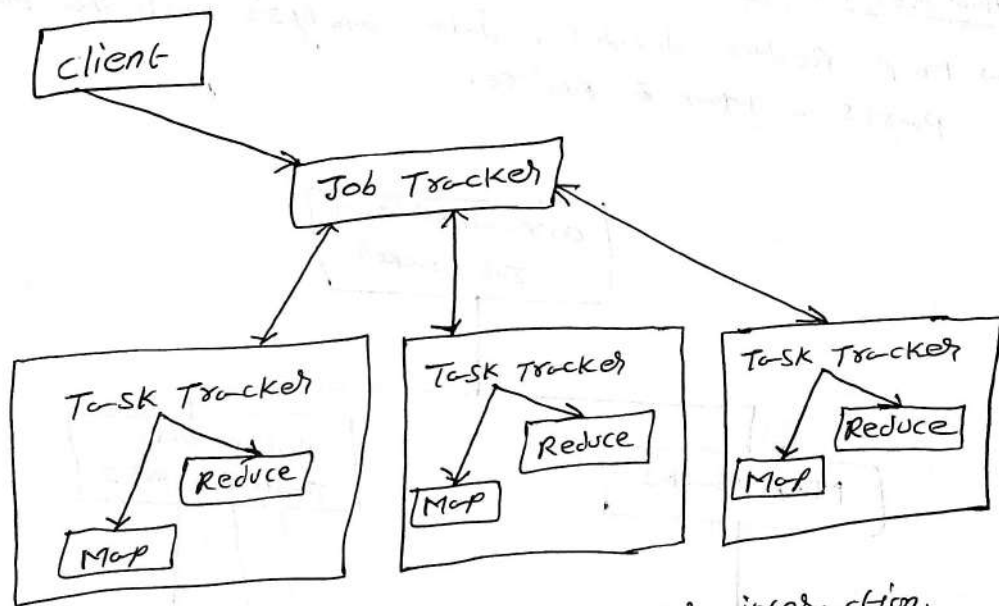 client
Job Tracker
Task Tracker
Reduce
Map
Task Tracker
Reduce
Map
Task Tracker
Reduce
Map